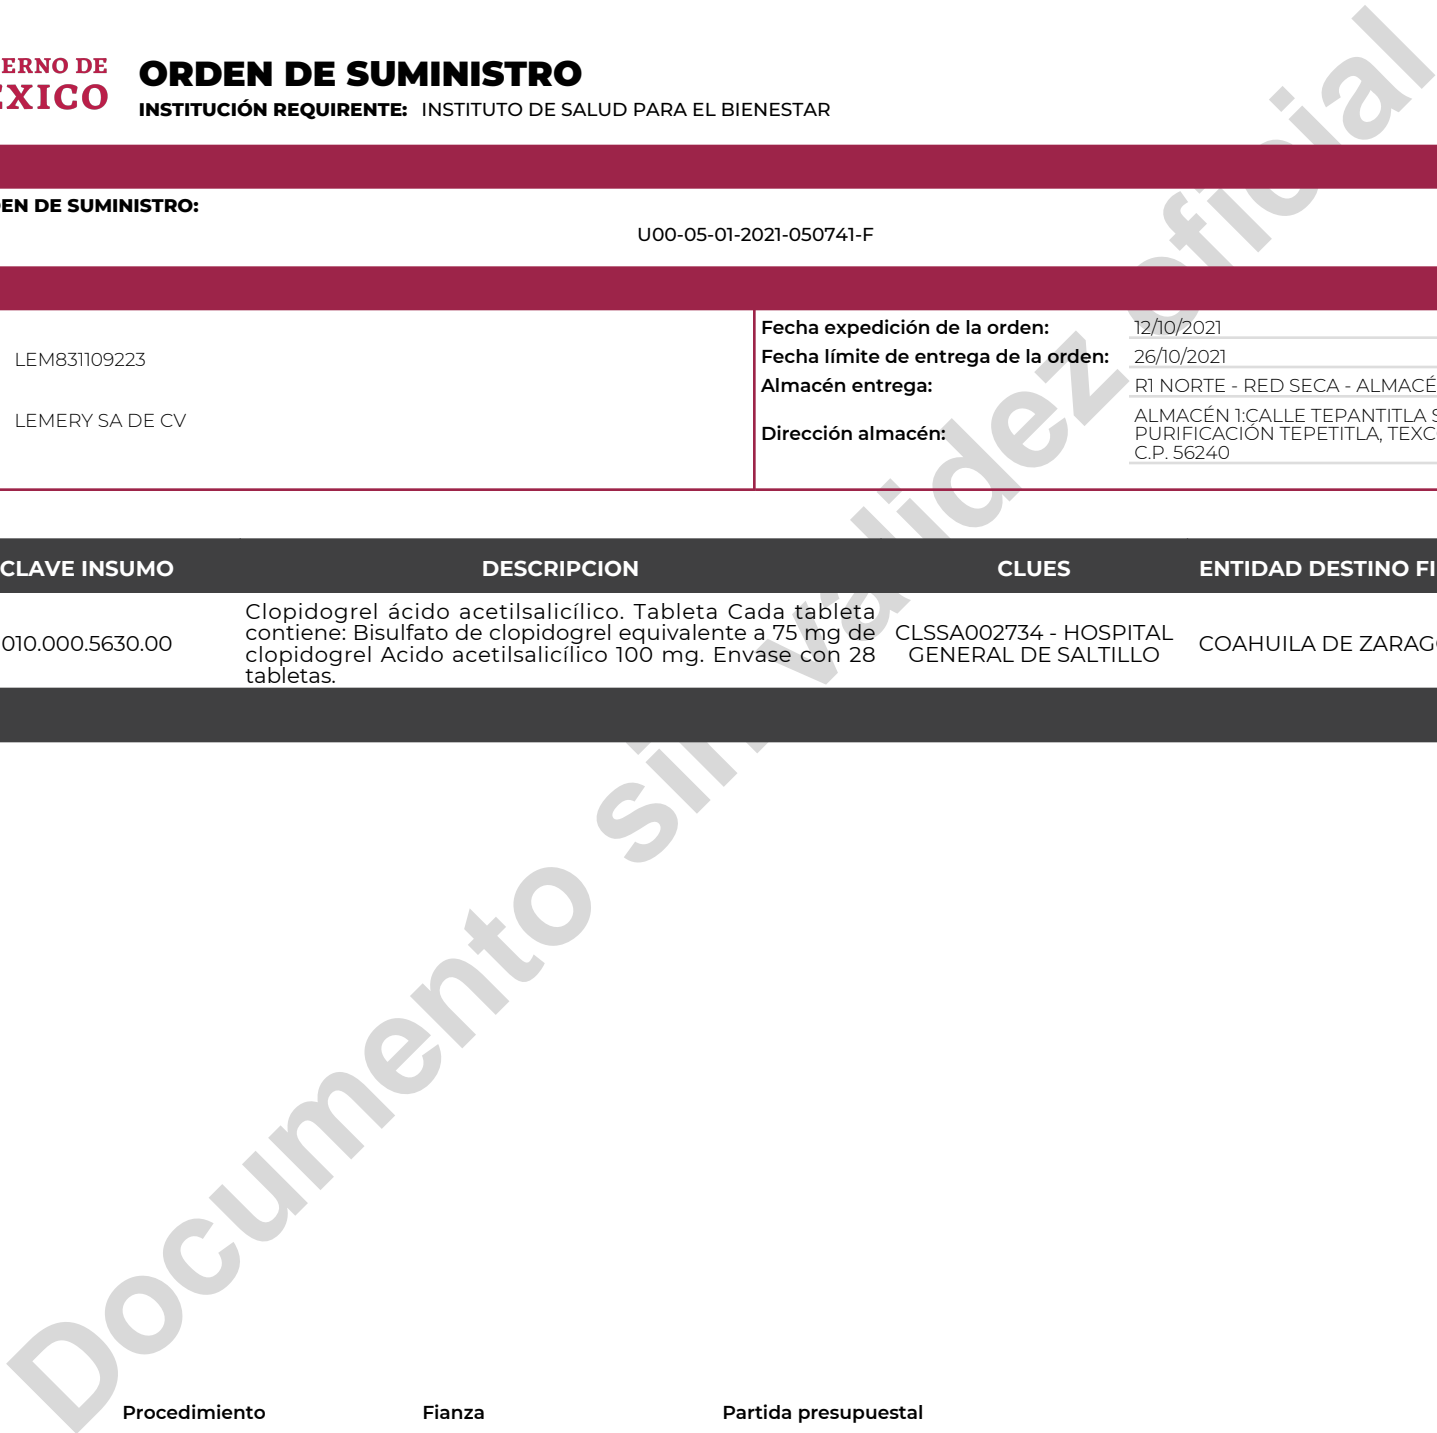 ERNO DE
ÉXICO
ORDEN DE SUMINISTRO
INSTITUCIÓN REQUIRENTE: INSTITUTO DE SALUD PARA EL BIENESTAR
EN DE SUMINISTRO:
U00-05-01-2021-050741-F
LEM831109223
LEMERY SA DE CV
Fecha expedición de la orden: 12/10/2021
Fecha límite de entrega de la orden: 26/10/2021
Almacén entrega: R1 NORTE - RED SECA - ALMACÉ
Dirección almacén: ALMACÉN 1:CALLE TEPANTITLA S
PURIFICACIÓN TEPETITLA, TEXC
C.P. 56240
CLAVE INSUMO DESCRIPCION CLUES ENTIDAD DESTINO FI
010.000.5630.00
Clopidogrel ácido acetilsalicílico. Tableta Cada tableta
contiene: Bisulfato de clopidogrel equivalente a 75 mg de
clopidogrel Acido acetilsalicílico 100 mg. Envase con 28
tabletas.
CLSSA002734 - HOSPITAL
GENERAL DE SALTILLO
COAHUILA DE ZARAG
Documento sin validez oficial
Procedimiento Fianza Partida presupuestal